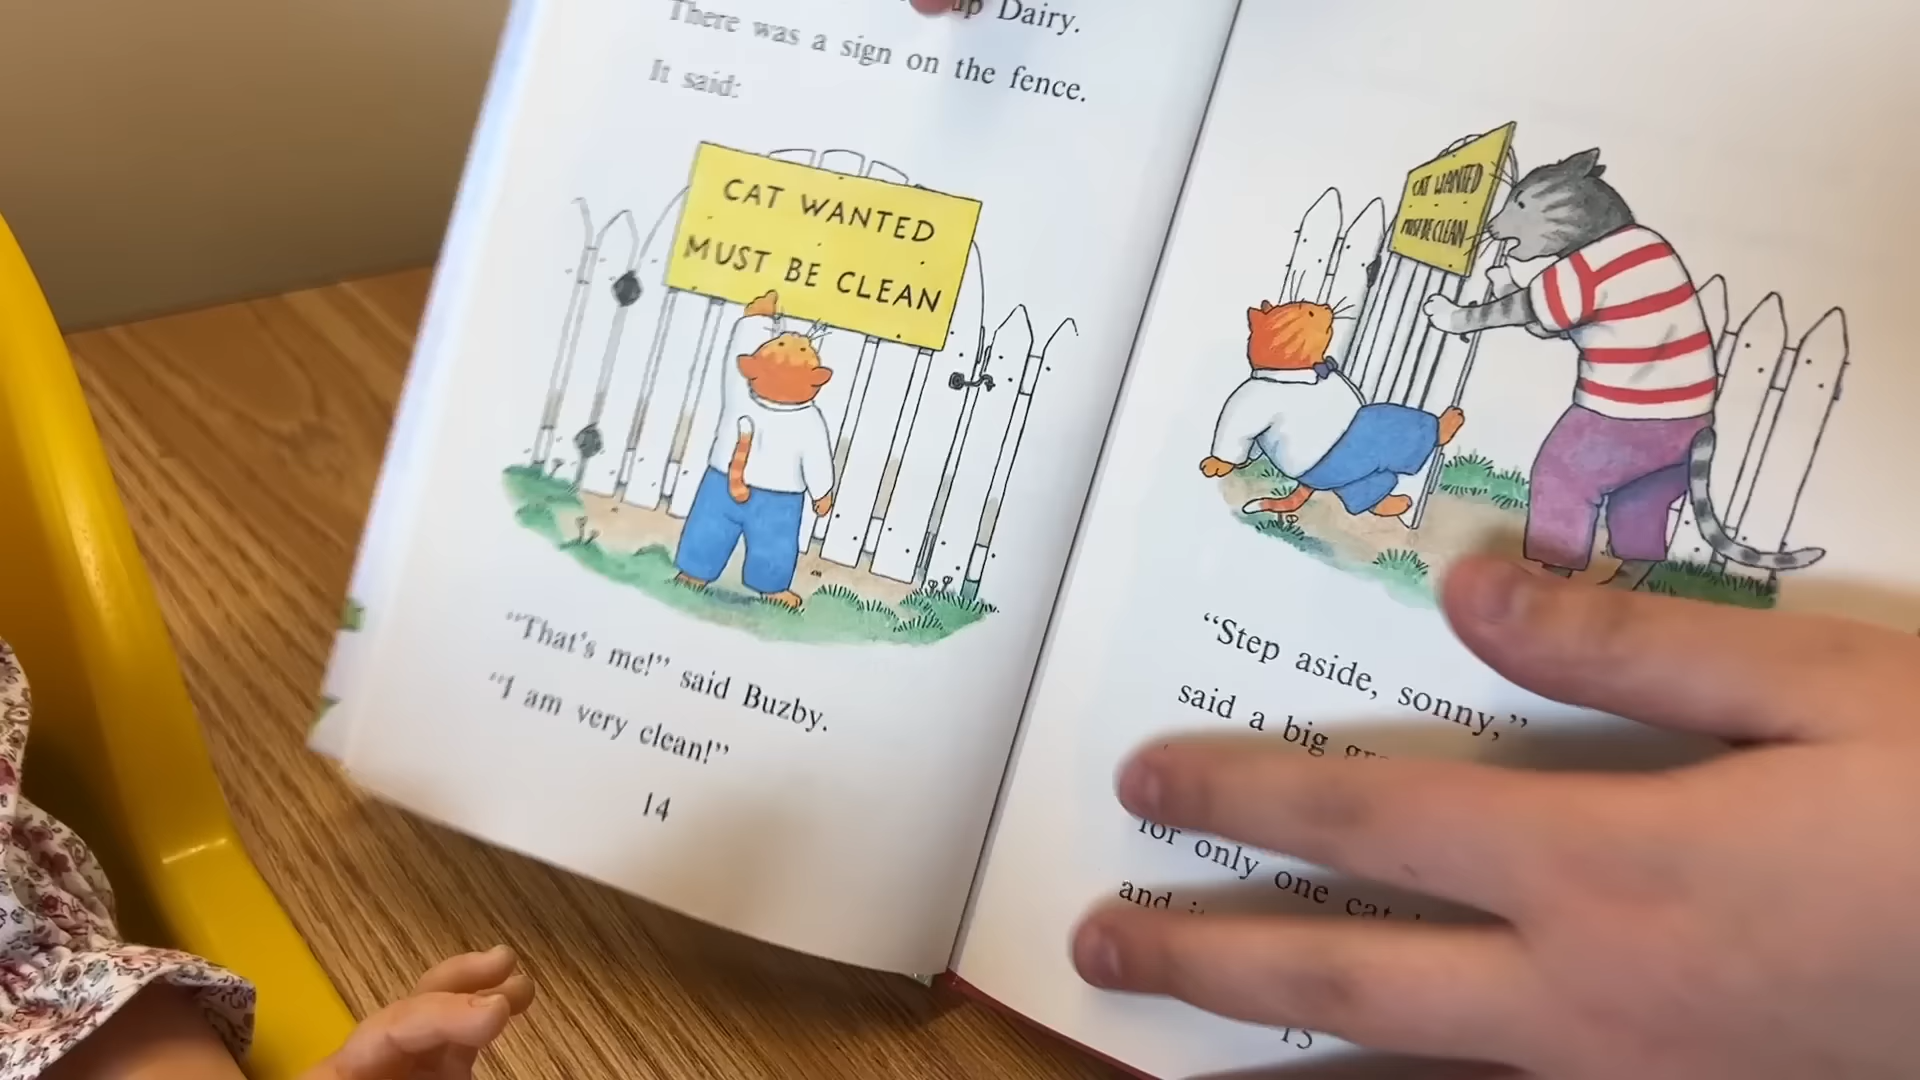 Dairy.
There was a sign on the fence.
It said:
CAT WANTED
MUST BE CLEAN
"That's me!" said Buzby.
"I am very clean!"
14
CAT WANTED
MUST BE CLEAN
"Step aside, sonny,"
said a big
for only one cat
and
15